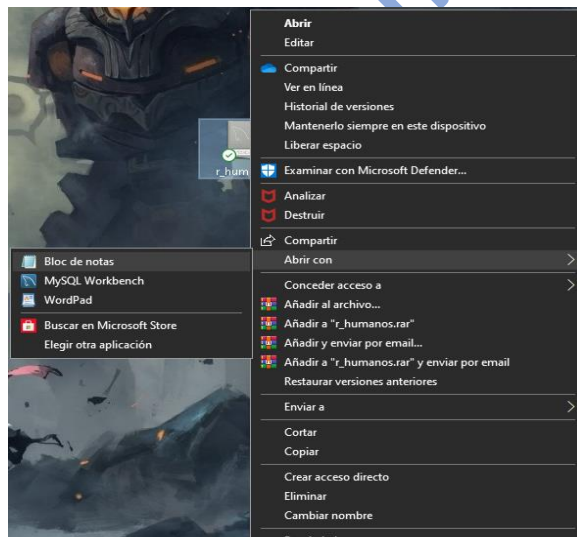 Abrir
Editar
Compartir
Ver en línea
Historial de versiones
Mantenerlo siempre en este dispositivo
Liberar espacio
Examinar con Microsoft Defender...
Analizar
Destruir
Compartir
Abrir con
Conceder acceso a
Añadir al archivo...
Añadir a "r_humanos.rar"
Añadir y enviar por email...
Añadir a "r_humanos.rar" y enviar por email
Restaurar versiones anteriores
Enviar a
Cortar
Copiar
Crear acceso directo
Eliminar
Cambiar nombre
r_hum
Bloc de notas
MySQL Workbench
WordPad
Buscar en Microsoft Store
Elegir otra aplicación